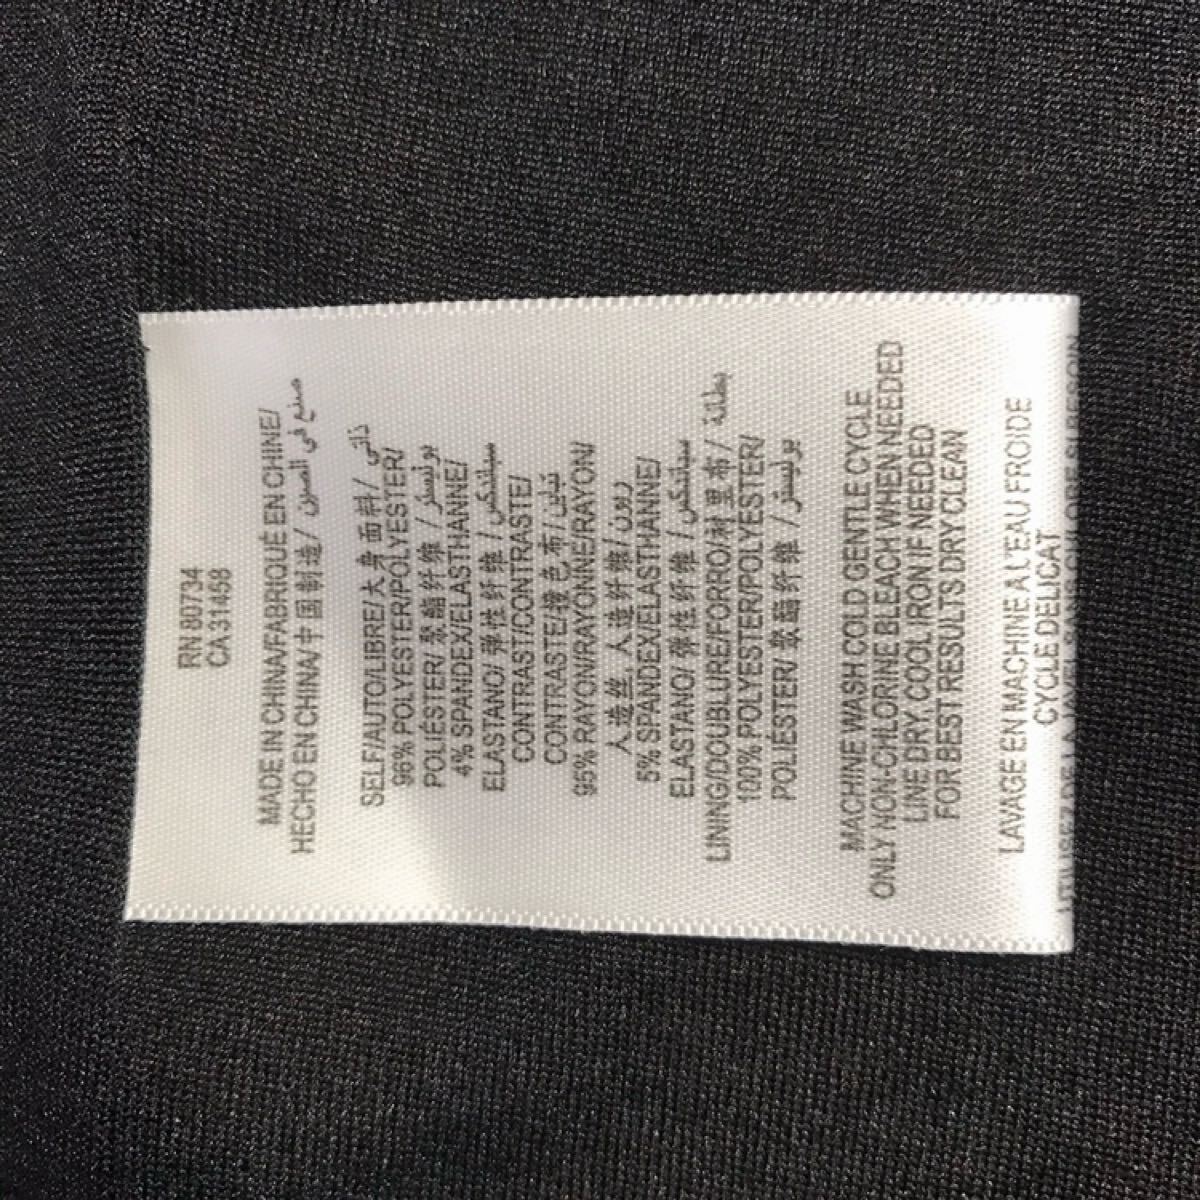 RN 80734
CA 31458
MADE IN CHINA/FABRIQUÉ EN CHINE/
HECHO EN CHINA/ 中国制造/ صنع في الصين
SELF/AUTO/LIBRE/大身面料/ ذاتي
96% POLYESTER/POLYESTER/
POLIÉSTER/ 聚酯纤维 / بوليستر
4% SPANDEX/ELASTHANNE/
ELASTANO/ 弹性纤维 / سباندكس
CONTRAST/CONTRASTE/
CONTRASTE/撞色布/ تباين
95% RAYON/RAYONNE/RAYON/
人造丝 人造纤维/ ريون
5% SPANDEX/ELASTHANNE/
ELASTANO/ 弹性纤维 / سباندكس
LINING/DOUBLURE/FORRO/衬里布/ بطانة
100% POLYESTER/POLYESTER/
POLIÉSTER/ 聚酯纤维 / بوليستر
MACHINE WASH COLD GENTLE CYCLE
ONLY NON-CHLORINE BLEACH WHEN NEEDED
LINE DRY, COOL IRON IF NEEDED
FOR BEST RESULTS DRY CLEAN
LAVAGE EN MACHINE A L'EAU FROIDE
CYCLE DELICAT